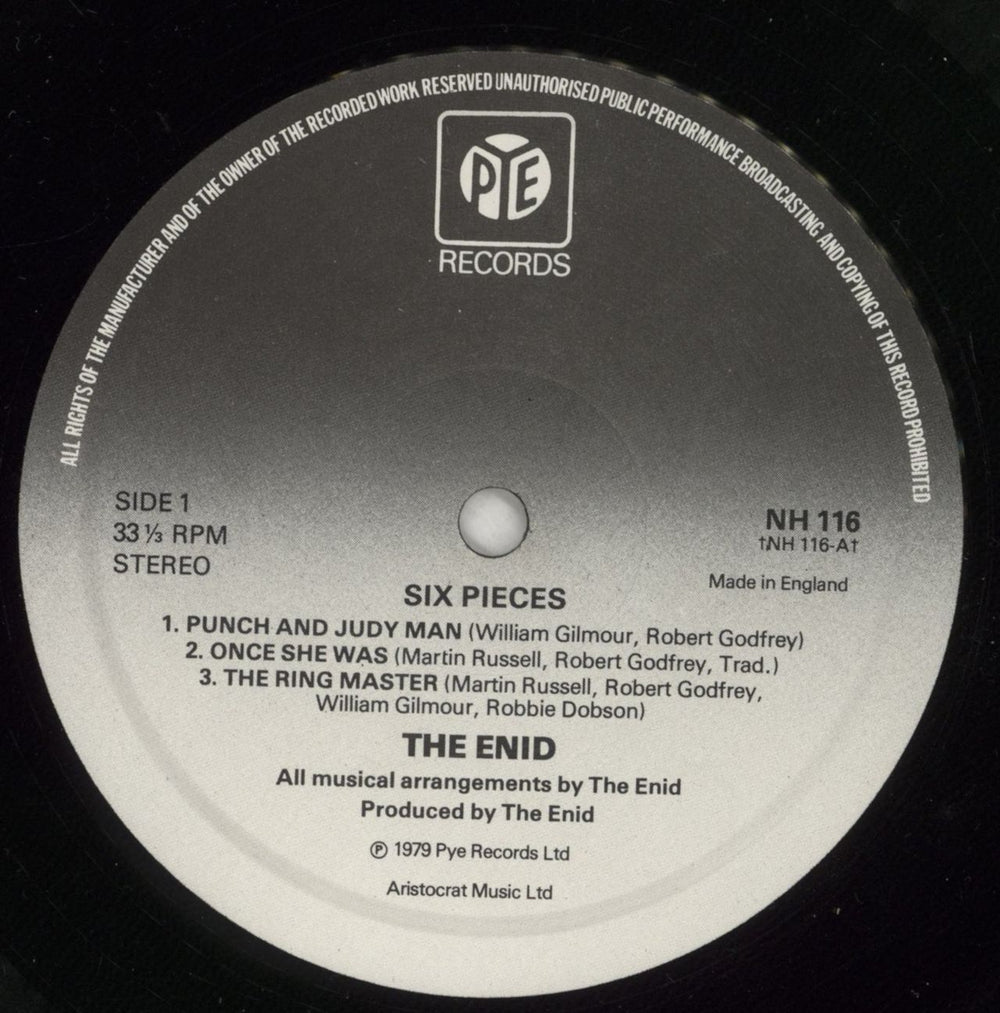 ALL RIGHTS OF THE MANUFACTURER AND OF THE OWNER OF THE RECORDED WORK RESERVED UNAUTHORISED PUBLIC PERFORMANCE BROADCASTING AND COPYING OF THIS RECORD PROHIBITED
PYE
RECORDS
SIDE 1
33 ⅓ RPM
STEREO
NH 116
†NH 116-A†
Made in England
SIX PIECES
1. PUNCH AND JUDY MAN (William Gilmour, Robert Godfrey)
2. ONCE SHE WAS (Martin Russell, Robert Godfrey, Trad.)
3. THE RING MASTER (Martin Russell, Robert Godfrey,
William Gilmour, Robbie Dobson)
THE ENID
All musical arrangements by The Enid
Produced by The Enid
℗ 1979 Pye Records Ltd
Aristocrat Music Ltd